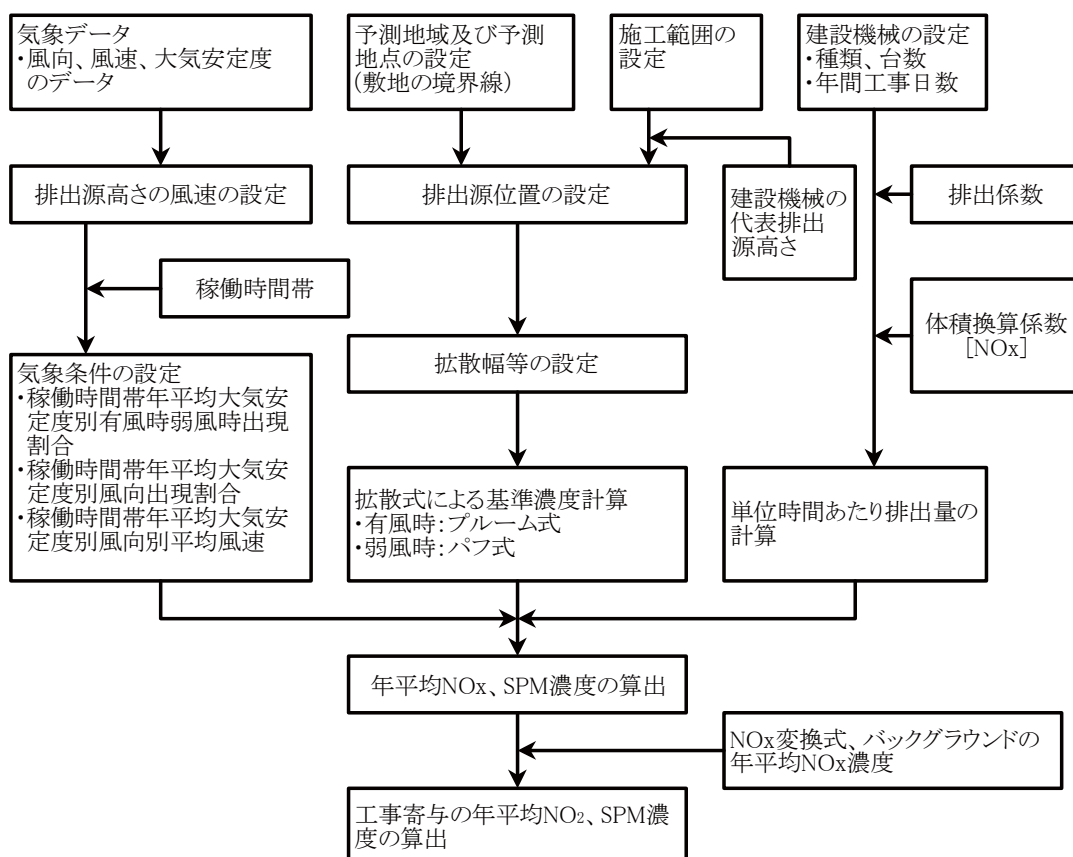 気象データ
・風向、風速、大気安定度
のデータ
予測地域及び予測
地点の設定
(敷地の境界線)
施工範囲の
設定
建設機械の設定
・種類、台数
・年間工事日数
排出源高さの風速の設定
排出源位置の設定
建設機械の
代表排出
源高さ
排出係数
稼働時間帯
体積換算係数
[NOx]
気象条件の設定
・稼働時間帯年平均大気安
定度別有風時弱風時出現
割合
・稼働時間帯年平均大気安
定度別風向出現割合
・稼働時間帯年平均大気安
定度別風向別平均風速
拡散幅等の設定
拡散式による基準濃度計算
・有風時：プルーム式
・弱風時：パフ式
単位時間あたり排出量の
計算
年平均NOx、SPM濃度の算出
NOx変換式、バックグラウンドの
年平均NOx濃度
工事寄与の年平均NO₂、SPM濃
度の算出